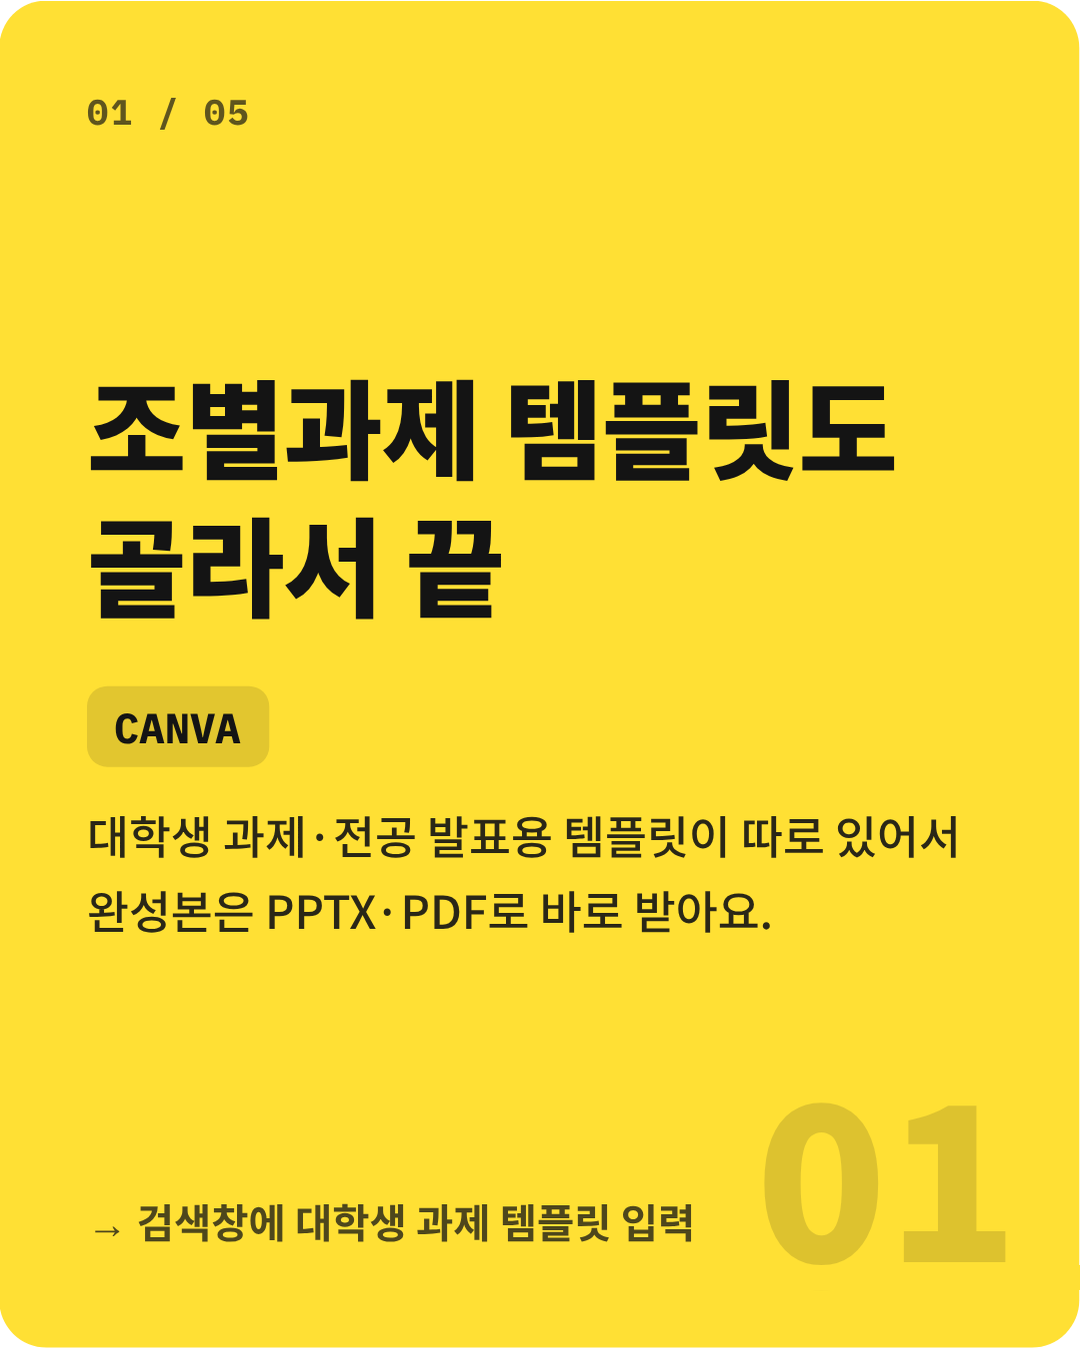 01 / 05
조별과제 템플릿도
골라서 끝
CANVA
대학생 과제·전공 발표용 템플릿이 따로 있어서
완성본은 PPTX·PDF로 바로 받아요.
→ 검색창에 대학생 과제 템플릿 입력
01